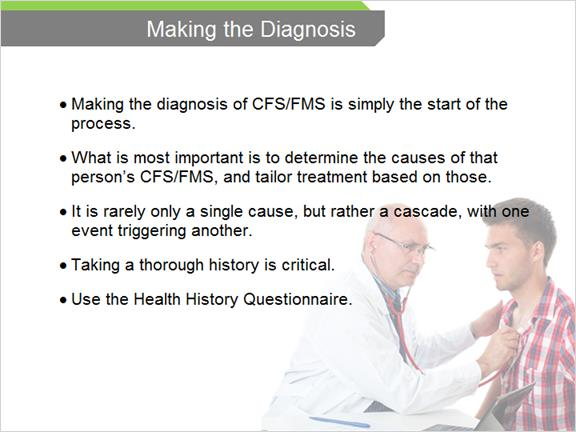 Making the Diagnosis
• Making the diagnosis of CFS/FMS is simply the start of the
process.
• What is most important is to determine the causes of that
person’s CFS/FMS, and tailor treatment based on those.
• It is rarely only a single cause, but rather a cascade, with one
event triggering another.
• Taking a thorough history is critical.
• Use the Health History Questionnaire.